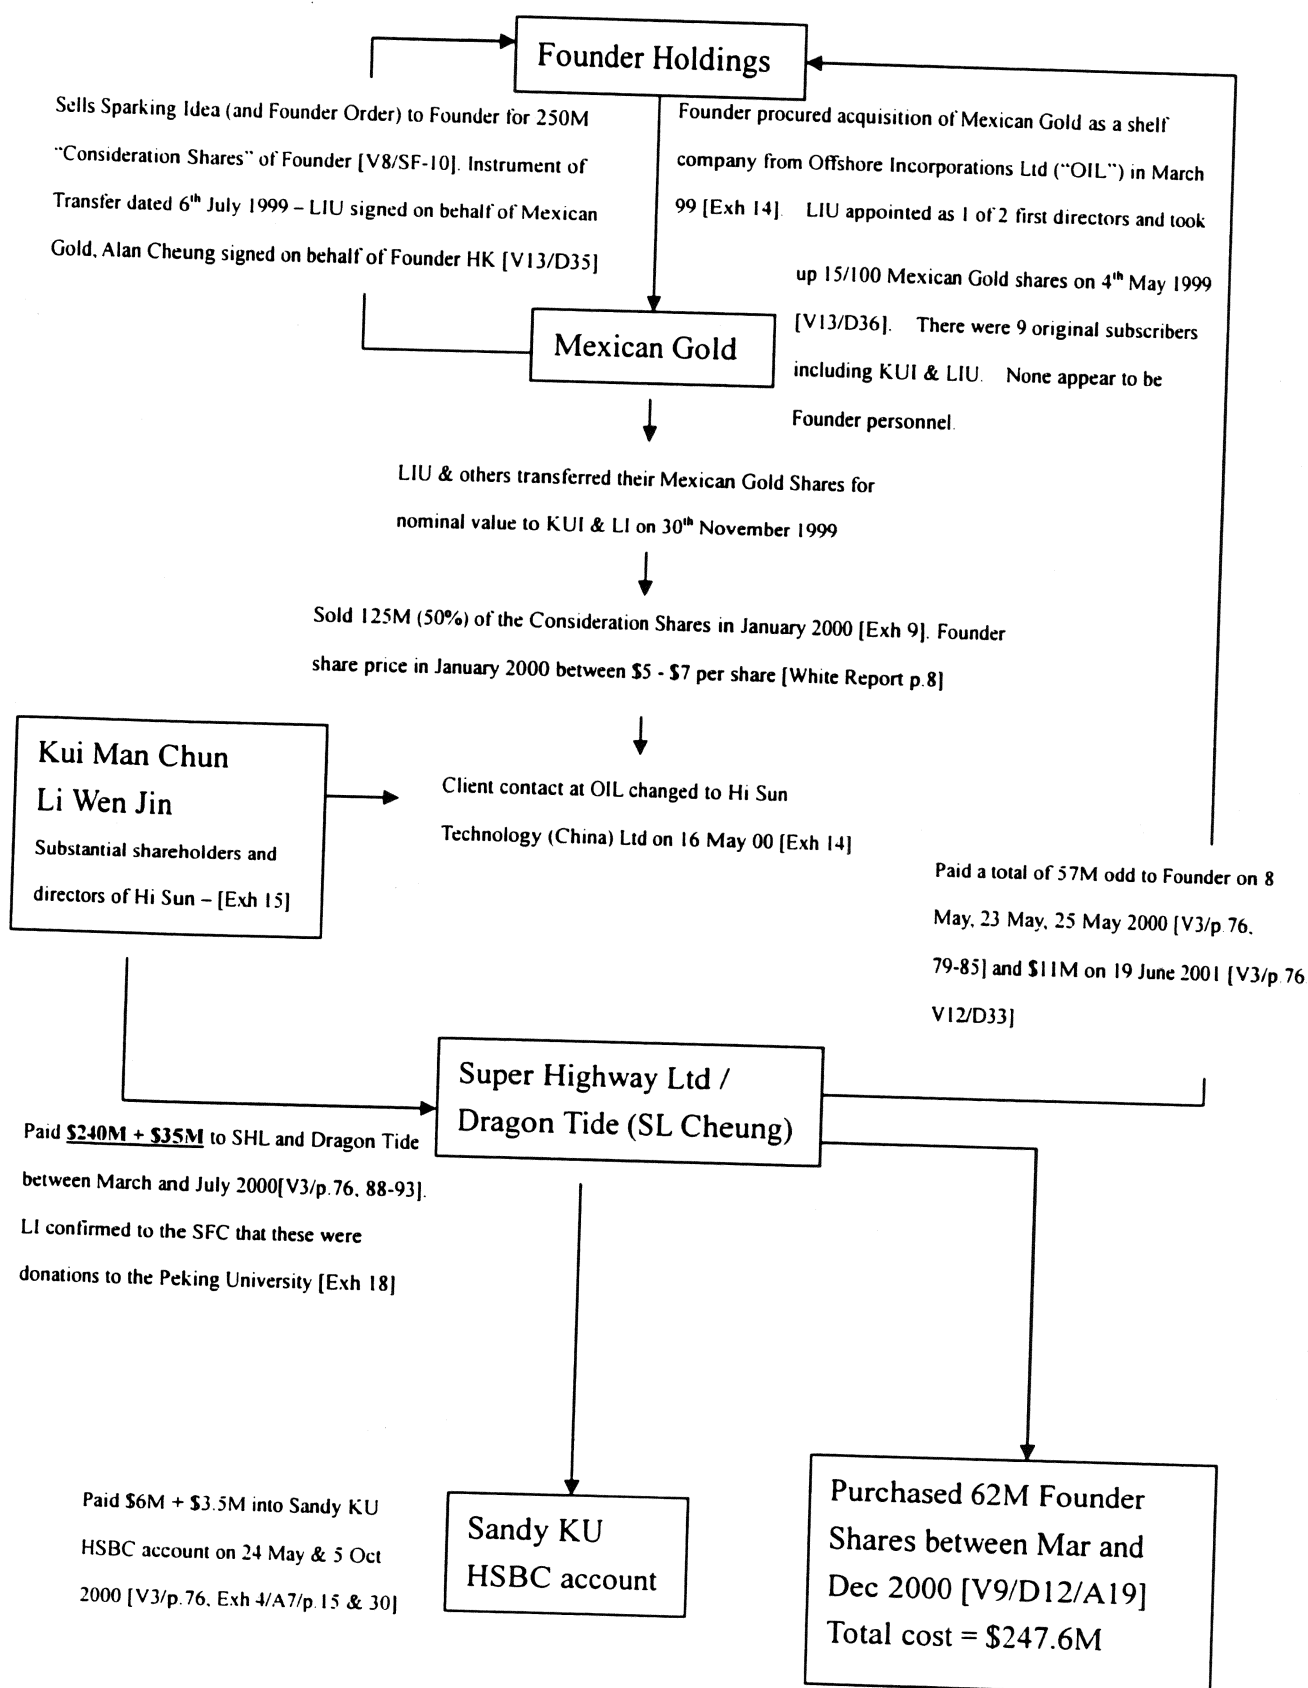 Founder Holdings
Sells Sparking Idea (and Founder Order) to Founder for 250M
"Consideration Shares" of Founder [V8/SF-10]. Instrument of
Transfer dated 6th July 1999 – LIU signed on behalf of Mexican
Gold, Alan Cheung signed on behalf of Founder HK [V13/D35]
Founder procured acquisition of Mexican Gold as a shelf
company from Offshore Incorporations Ltd ("OIL") in March
99 [Exh 14]. LIU appointed as 1 of 2 first directors and took
up 15/100 Mexican Gold shares on 4th May 1999
[V13/D36]. There were 9 original subscribers
including KUI & LIU. None appear to be
Founder personnel.
Mexican Gold
LIU & others transferred their Mexican Gold Shares for
nominal value to KUI & LI on 30th November 1999
Sold 125M (50%) of the Consideration Shares in January 2000 [Exh 9]. Founder
share price in January 2000 between $5 - $7 per share [White Report p.8]
Kui Man Chun
Li Wen Jin
Substantial shareholders and
directors of Hi Sun – [Exh 15]
Client contact at OIL changed to Hi Sun
Technology (China) Ltd on 16 May 00 [Exh 14]
Paid a total of 57M odd to Founder on 8
May, 23 May, 25 May 2000 [V3/p.76,
79-85] and $11M on 19 June 2001 [V3/p.76
V12/D33]
Super Highway Ltd /
Dragon Tide (SL Cheung)
Paid $240M + $35M to SHL and Dragon Tide
between March and July 2000[V3/p.76, 88-93].
LI confirmed to the SFC that these were
donations to the Peking University [Exh 18]
Paid $6M + $3.5M into Sandy KU
HSBC account on 24 May & 5 Oct
2000 [V3/p.76, Exh 4/A7/p.15 & 30]
Sandy KU
HSBC account
Purchased 62M Founder
Shares between Mar and
Dec 2000 [V9/D12/A19]
Total cost = $247.6M